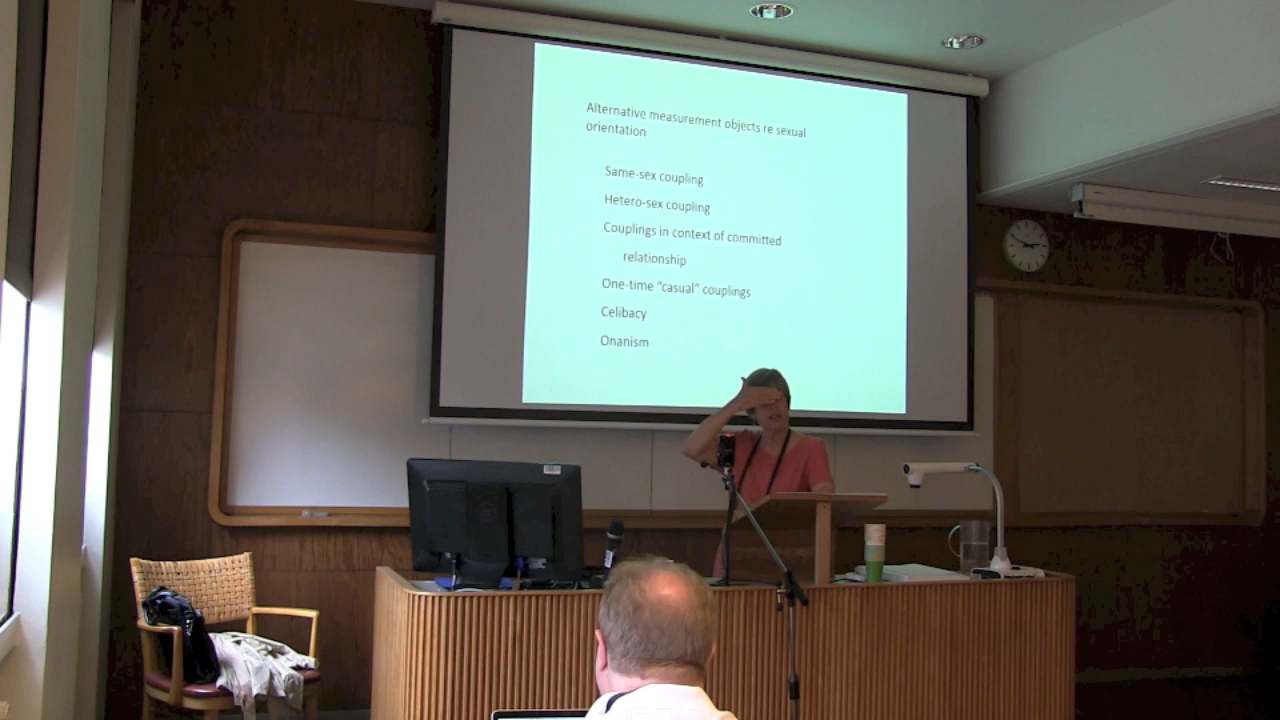 Alternative measurement objects re sexual
orientation
Same-sex coupling
Hetero-sex coupling
Couplings in context of committed
relationship
One-time “casual” couplings
Celibacy
Onanism